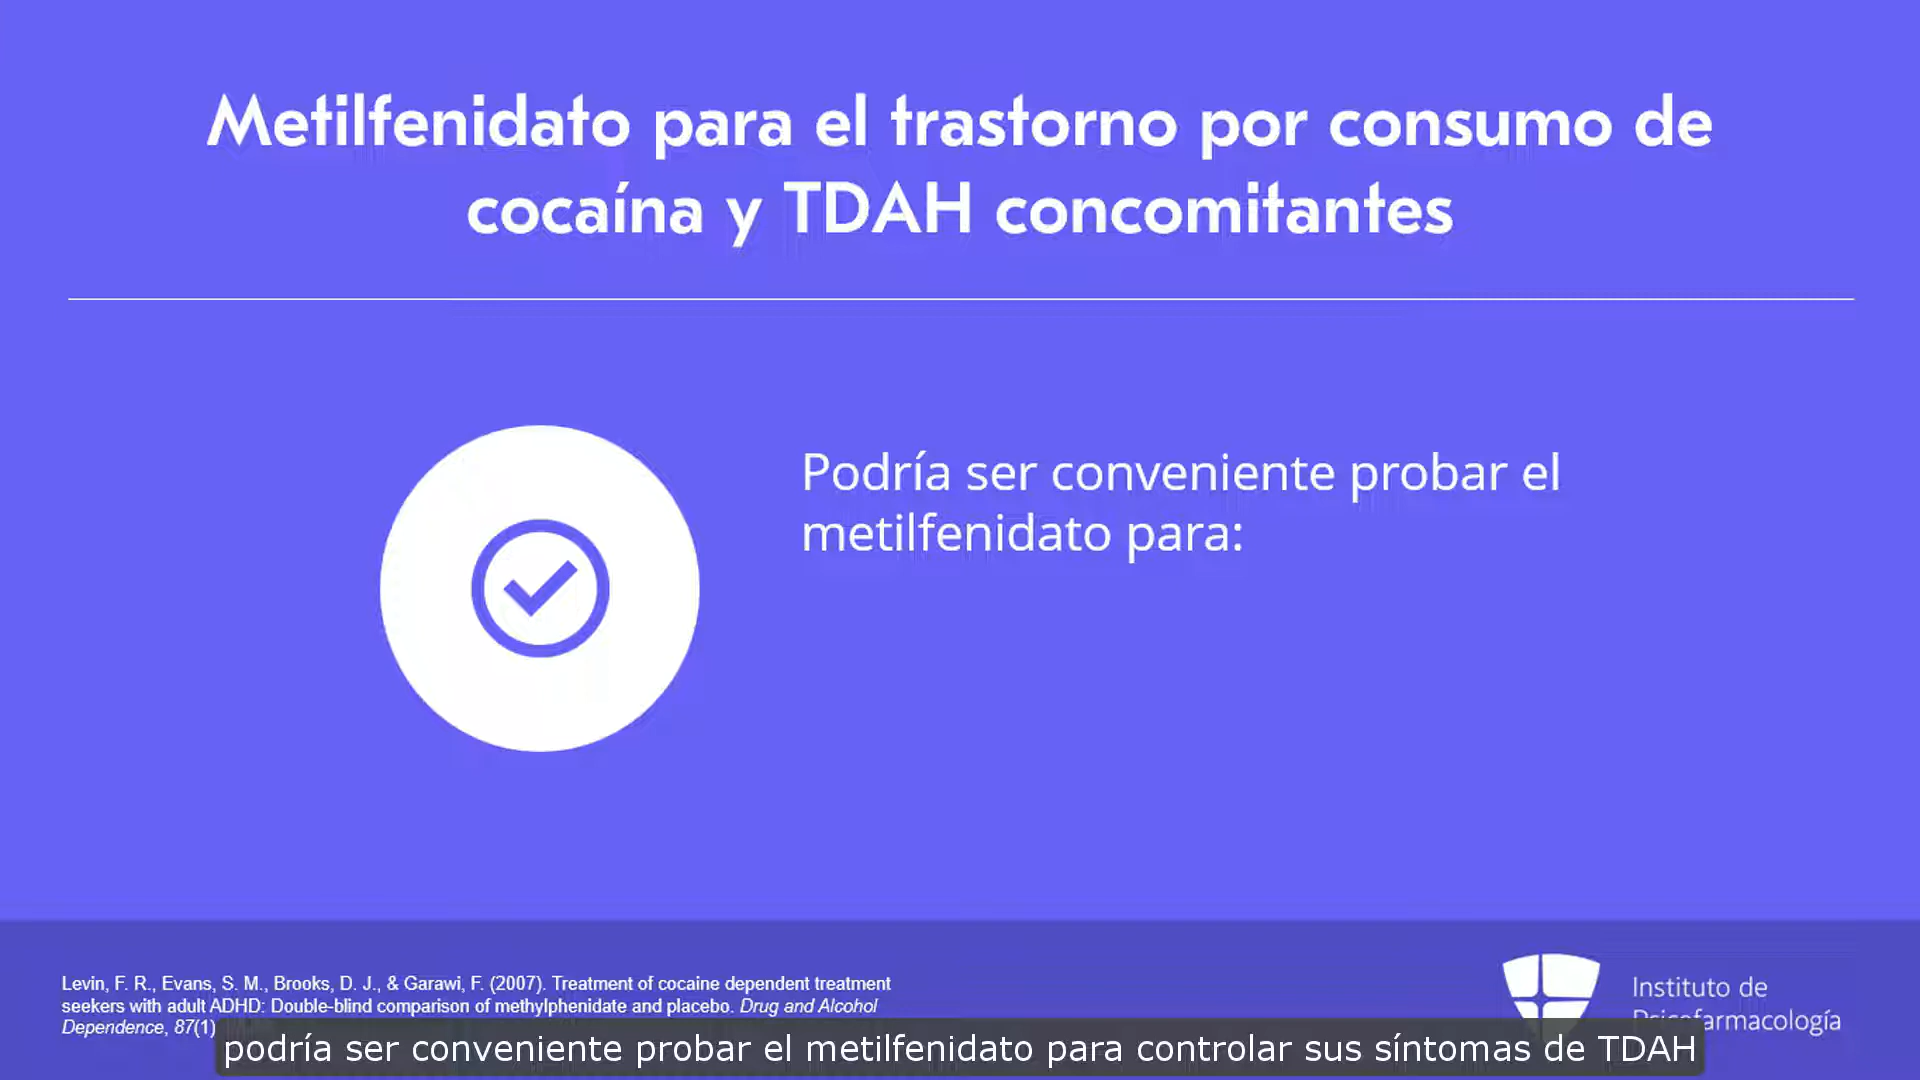 Metilfenidato para el trastorno por consumo de
cocaína y TDAH concomitantes
Podría ser conveniente probar el
metilfenidato para:
Levin, F. R., Evans, S. M., Brooks, D. J., & Garawi, F. (2007). Treatment of cocaine dependent treatment
seekers with adult ADHD: Double-blind comparison of methylphenidate and placebo. Drug and Alcohol
Dependence, 87(1)
Instituto de
Psicofarmacología
podría ser conveniente probar el metilfenidato para controlar sus síntomas de TDAH